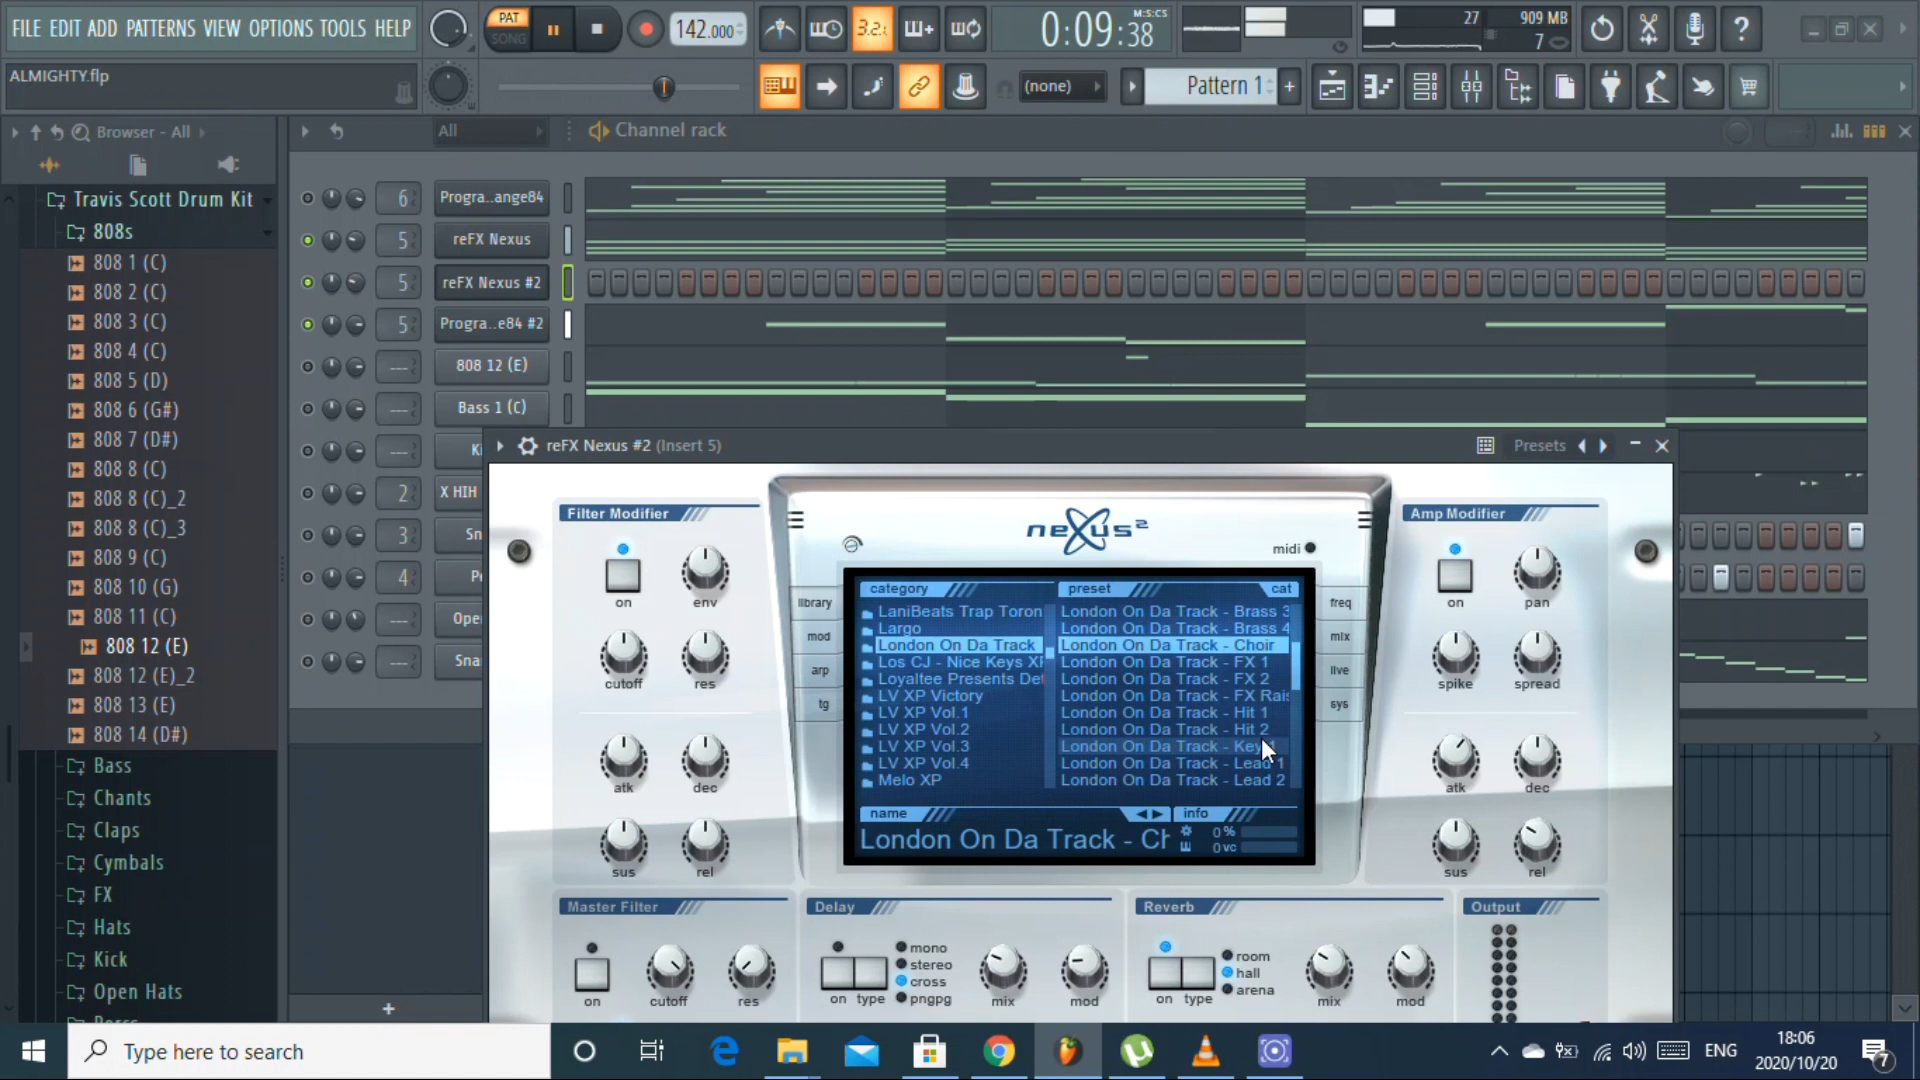 FILE EDIT ADD PATTERNS VIEW OPTIONS TOOLS HELP
PAT
SONG
142.000
3.2.
0:09:38
M:S:CS
27
909 MB
7
ALMIGHTY.flp
(none)
Pattern 1
Browser - All
All
Channel rack
Travis Scott Drum Kit
808s
808 1 (C)
808 2 (C)
808 3 (C)
808 4 (C)
808 5 (D)
808 6 (G#)
808 7 (D#)
808 8 (C)
808 8 (C)_2
808 8 (C)_3
808 9 (C)
808 10 (G)
808 11 (C)
808 12 (E)
808 12 (E)_2
808 13 (E)
808 14 (D#)
Bass
Chants
Claps
Cymbals
FX
Hats
Kick
Open Hats
6 Progra..ange84
5 reFX Nexus
5 reFX Nexus #2
5 Progra..e84 #2
--- 808 12 (E)
--- Bass 1 (C)
---
2 X HIH
3
4
---
---
reFX Nexus #2 (Insert 5)
Presets
Filter Modifier
on
env
cutoff
res
atk
dec
sus
rel
nexus²
midi
library
mod
arp
tg
freq
mix
live
sys
category
preset
cat
LaniBeats Trap Toron
Largo
London On Da Track
Los CJ - Nice Keys
Loyaltee Presents
LV XP Victory
LV XP Vol.1
LV XP Vol.2
LV XP Vol.3
LV XP Vol.4
Melo XP
London On Da Track - Brass 3
London On Da Track - Brass 4
London On Da Track - Choir
London On Da Track - FX 1
London On Da Track - FX 2
London On Da Track - FX Rais
London On Da Track - Hit 1
London On Da Track - Hit 2
London On Da Track - Key
London On Da Track - Lead 1
London On Da Track - Lead 2
name
info
London On Da Track - Ch
0 %
0 vc
Amp Modifier
on
pan
spike
spread
atk
dec
sus
rel
Master Filter
on
cutoff
res
Delay
on
type
mono
stereo
cross
pngpg
mix
mod
Reverb
on
type
room
hall
arena
mix
mod
Output
Type here to search
ENG
18:06
2020/10/20
7